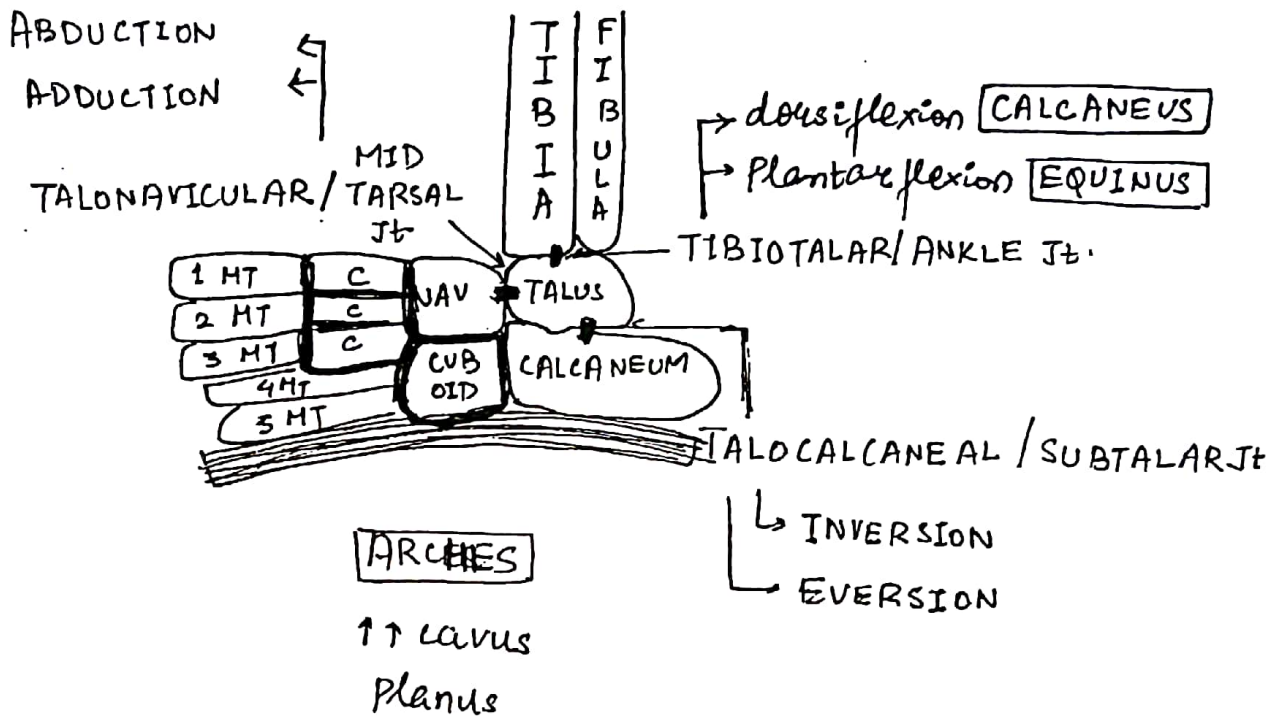 ABDUCTION
ADDUCTION
TIBIA
FIBULA
dorsiflexion CALCANEUS
Plantarflexion EQUINUS
MID
TALONAVICULAR / TARSAL
Jt
TIBIOTALAR/ANKLE Jt.
1 MT
C
NAV
TALUS
2 MT
C
3 MT
C
CUB
OID
CALCANEUM
4MT
5 MT
TALOCALCANEAL / SUBTALAR Jt
INVERSION
EVERSION
ARCHES
↑↑ cavus
Planus